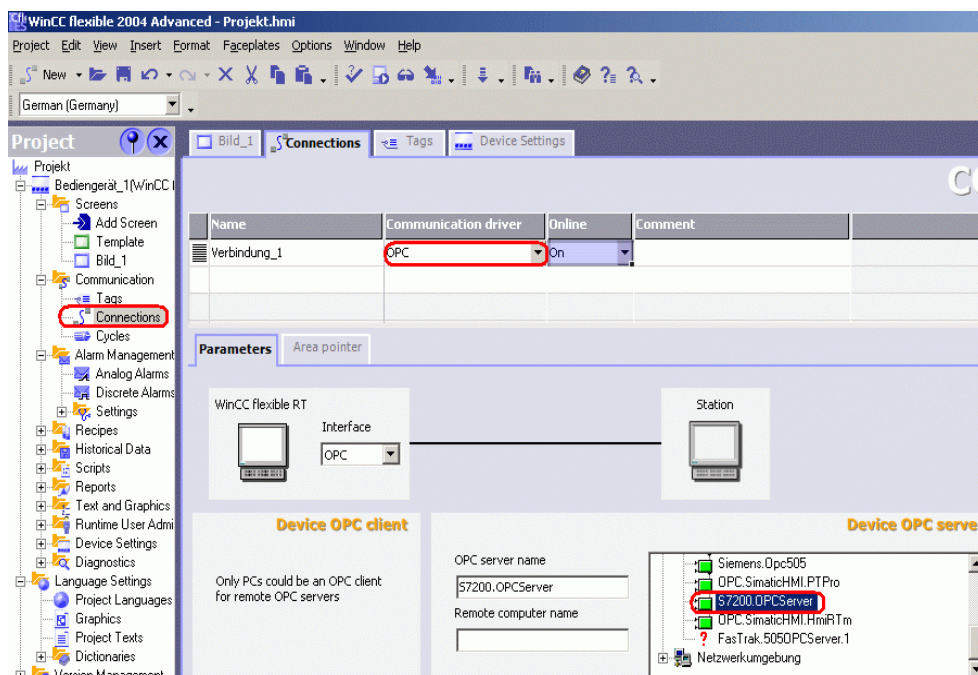 WinCC flexible 2004 Advanced - Projekt.hmi
Project Edit View Insert Format Faceplates Options Window Help
New
German (Germany)
Project
Bild_1 Connections Tags Device Settings
Projekt
Bediengerät_1(WinCC
Screens
Add Screen
Template
Bild_1
Communication
Tags
Connections
Cycles
Alarm Management
Analog Alarms
Discrete Alarms
Settings
Recipes
Historical Data
Scripts
Reports
Text and Graphics
Runtime User Admi
Device Settings
Diagnostics
Language Settings
Project Languages
Graphics
Project Texts
Dictionaries
Version Management
Name Communication driver Online Comment
Verbindung_1 OPC On
Parameters Area pointer
WinCC flexible RT
Interface
OPC
Station
Device OPC client
Only PCs could be an OPC client
for remote OPC servers
Device OPC serve
OPC server name
S7200.OPCServer
Remote computer name
Siemens.Opc505
OPC.SimaticHMI.PTPro
S7200.OPCServer
OPC.SimaticHMI.HmiRTm
FasTrak.505OPCServer.1
Netzwerkumgebung